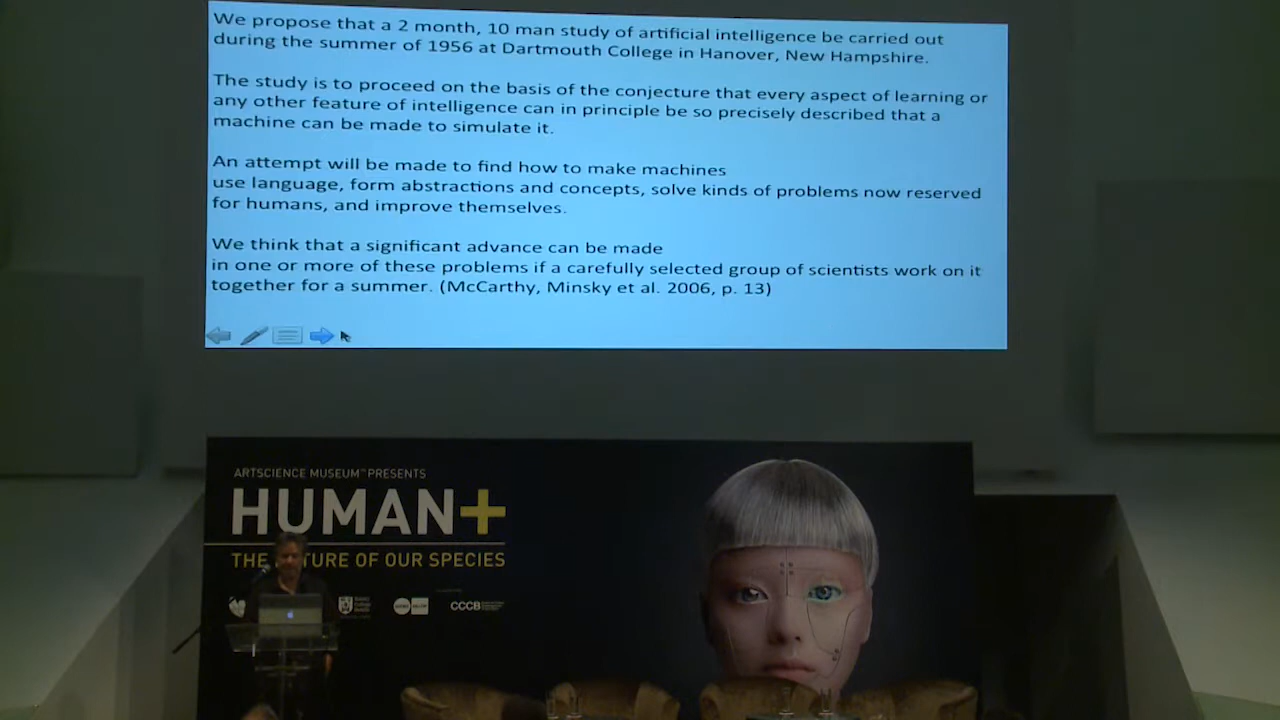 We propose that a 2 month, 10 man study of artificial intelligence be carried out
during the summer of 1956 at Dartmouth College in Hanover, New Hampshire.
The study is to proceed on the basis of the conjecture that every aspect of learning or
any other feature of intelligence can in principle be so precisely described that a
machine can be made to simulate it.
An attempt will be made to find how to make machines
use language, form abstractions and concepts, solve kinds of problems now reserved
for humans, and improve themselves.
We think that a significant advance can be made
in one or more of these problems if a carefully selected group of scientists work on it
together for a summer. (McCarthy, Minsky et al. 2006, p. 13)
ARTSCIENCE MUSEUM™ PRESENTS
HUMAN+
THE TURE OF OUR SPECIES
CCCB